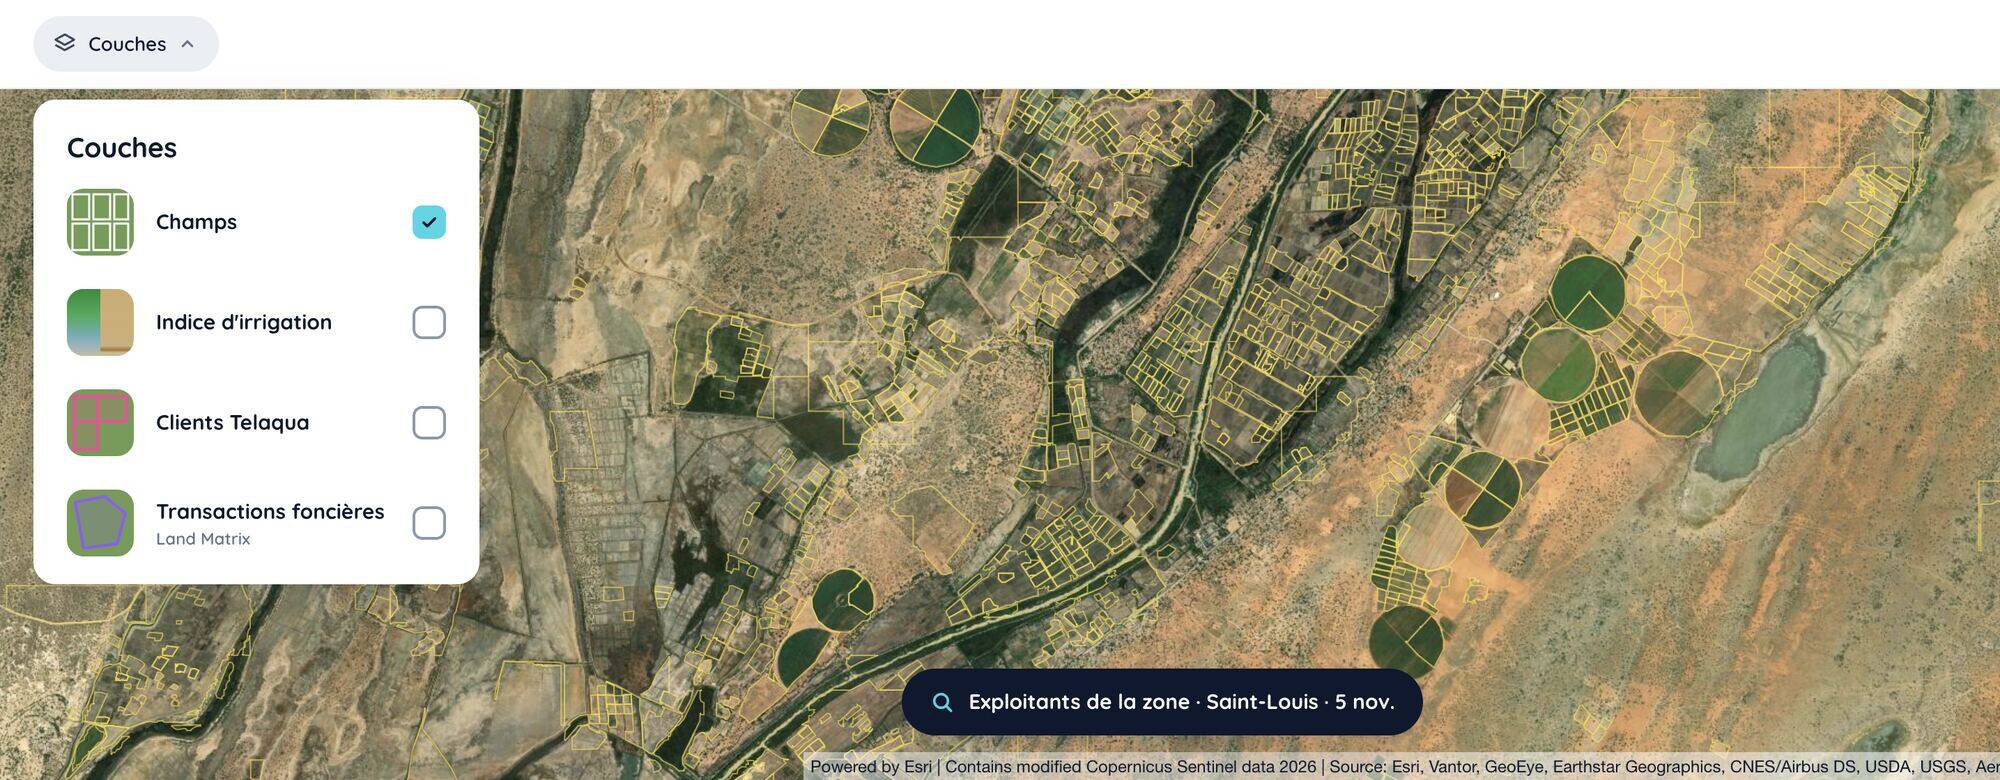 Couches
Couches
Champs
Indice d'irrigation
Clients Telaqua
Transactions foncières
Land Matrix
Exploitants de la zone · Saint-Louis · 5 nov.
Powered by Esri | Contains modified Copernicus Sentinel data 2026 | Source: Esri, Vantor, GeoEye, Earthstar Geographics, CNES/Airbus DS, USDA, USGS, Aer